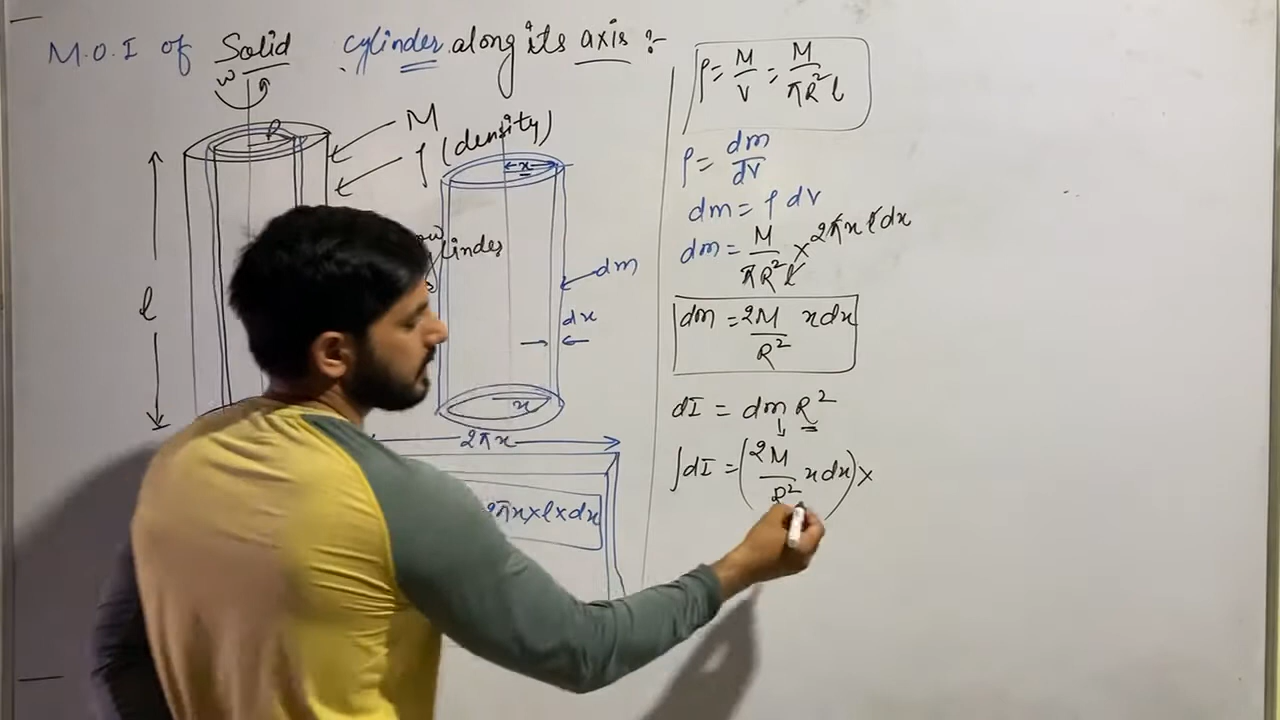 M.O.I of Solid cylinder along its axis :-
ω
R
M
ρ (density)
l
x
dm
dx
x
2πx
2πx×l×dx
ρ = M/V = M/πR²l
ρ = dm/dV
dm = ρ dV
dm = M/πR²l × 2πx l dx
dm = 2M/R² x dx
dI = dm R²
∫dI = (2M/R² x dx) ×